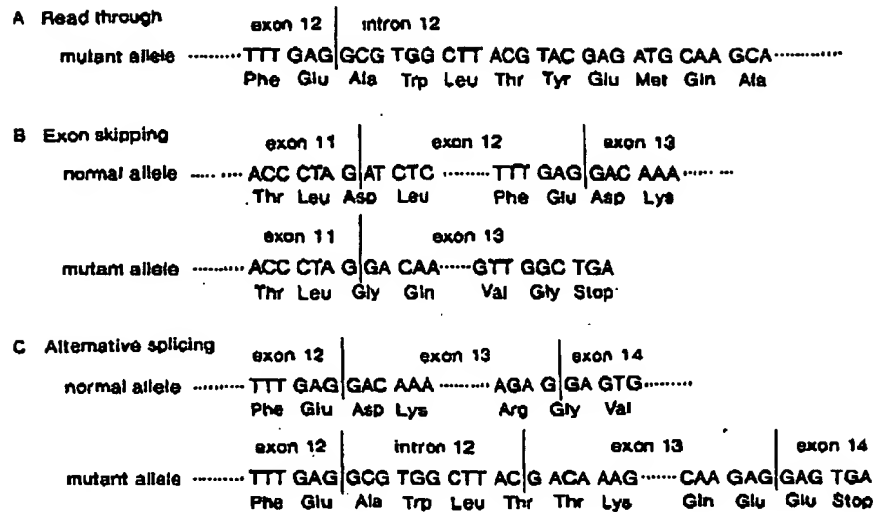 A Read through
exon 12 intron 12
mutant allele ·········TTT GAG GCG TGG CTT ACG TAC GAG ATG CAA GCA············
Phe Glu Ala Trp Leu Thr Tyr Glu Met Gln Ala
B Exon skipping
exon 11 exon 12 exon 13
normal allele ····· ····ACC CTA G ATC TC ·········TTT GAG GAC AAA······ ···
Thr Leu Asp Leu Phe Glu Asp Lys
exon 11 exon 13
mutant allele ·········ACC CTA G GA CAA······GTT GGC TGA
Thr Leu Gly Gln Val Gly Stop
C Alternative splicing
exon 12 exon 13 exon 14
normal allele ·········TTT GAG GAC AAA·········AGA G GA GTG·········
Phe Glu Asp Lys Arg Gly Val
exon 12 intron 12 exon 13 exon 14
mutant allele ·········TTT GAG GCG TGG CTT AC G ACA AAG······CAA GAG GAG TGA
Phe Glu Ala Trp Leu Thr Thr Lys Gln Glu Glu Stop